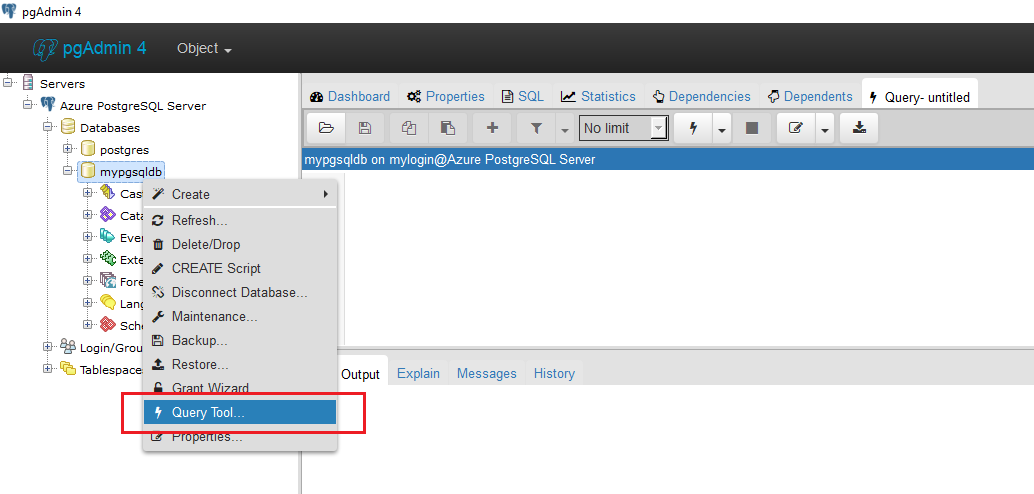 pgAdmin 4
pgAdmin 4 Object
Servers
Azure PostgreSQL Server
Databases
postgres
mypgsqldb
Cas
Cata
Even
Exte
Fore
Lang
Sche
Login/Grou
Tablespace
Create
Refresh...
Delete/Drop
CREATE Script
Disconnect Database...
Maintenance...
Backup...
Restore...
Grant Wizard
Query Tool...
Properties...
Dashboard Properties SQL Statistics Dependencies Dependents Query- untitled
No limit
mypgsqldb on mylogin@Azure PostgreSQL Server
Output Explain Messages History